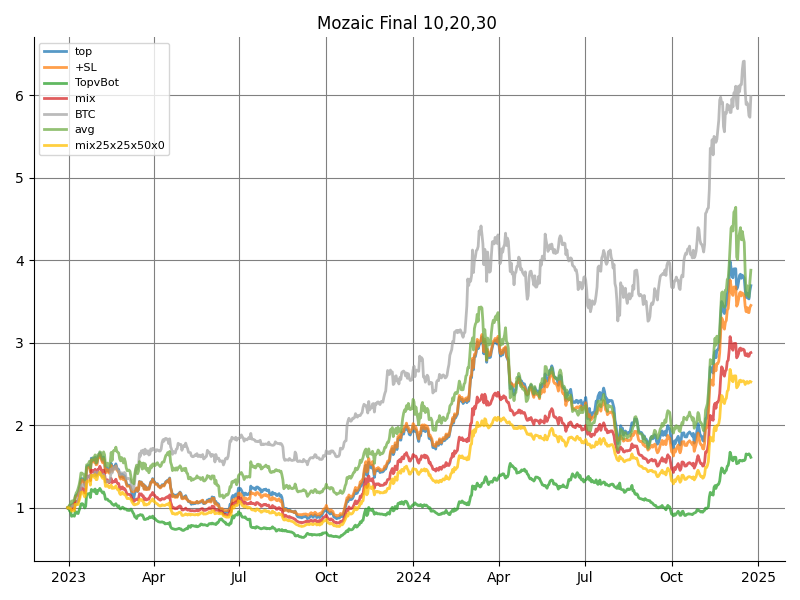 Mozaic Final 10,20,30
top
+SL
TopvBot
mix
BTC
avg
mix25x25x50x0
6
5
4
3
2
1
2023 Apr Jul Oct 2024 Apr Jul Oct 2025